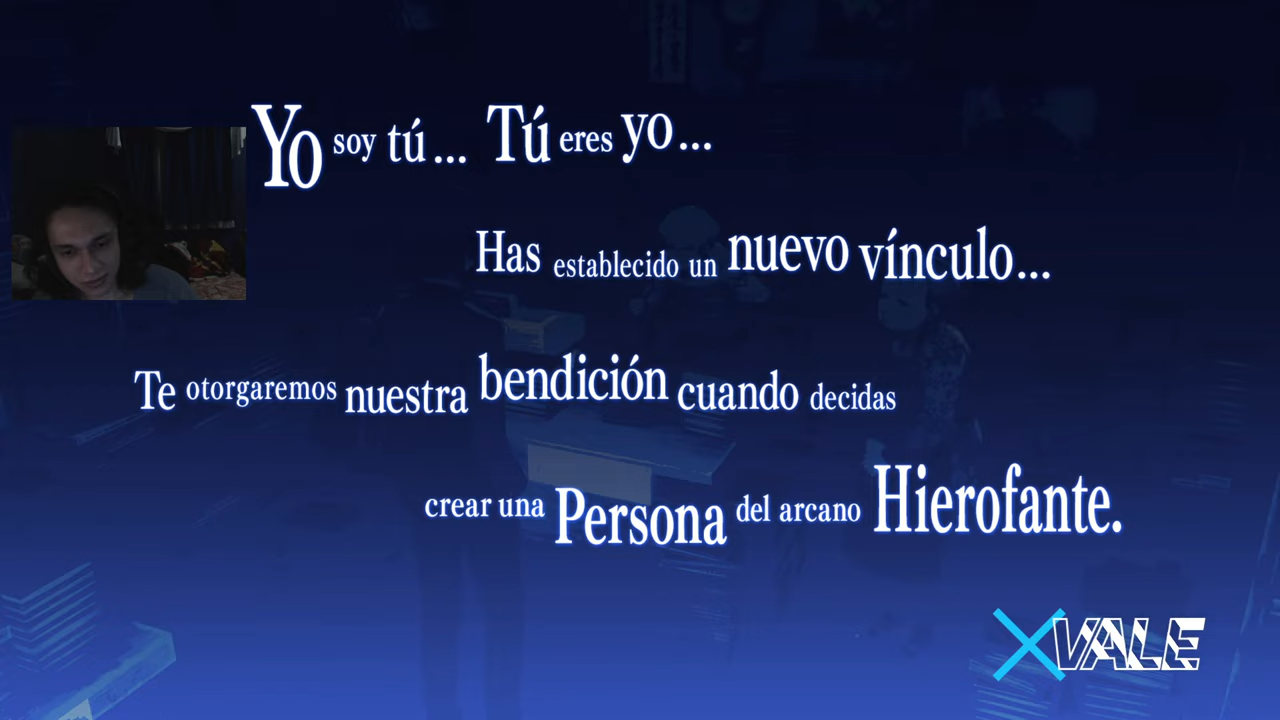 Yo soy tú... Tú eres yo...
Has establecido un nuevo vínculo...
Te otorgaremos nuestra bendición cuando decidas
crear una Persona del arcano Hierofante.
VALE